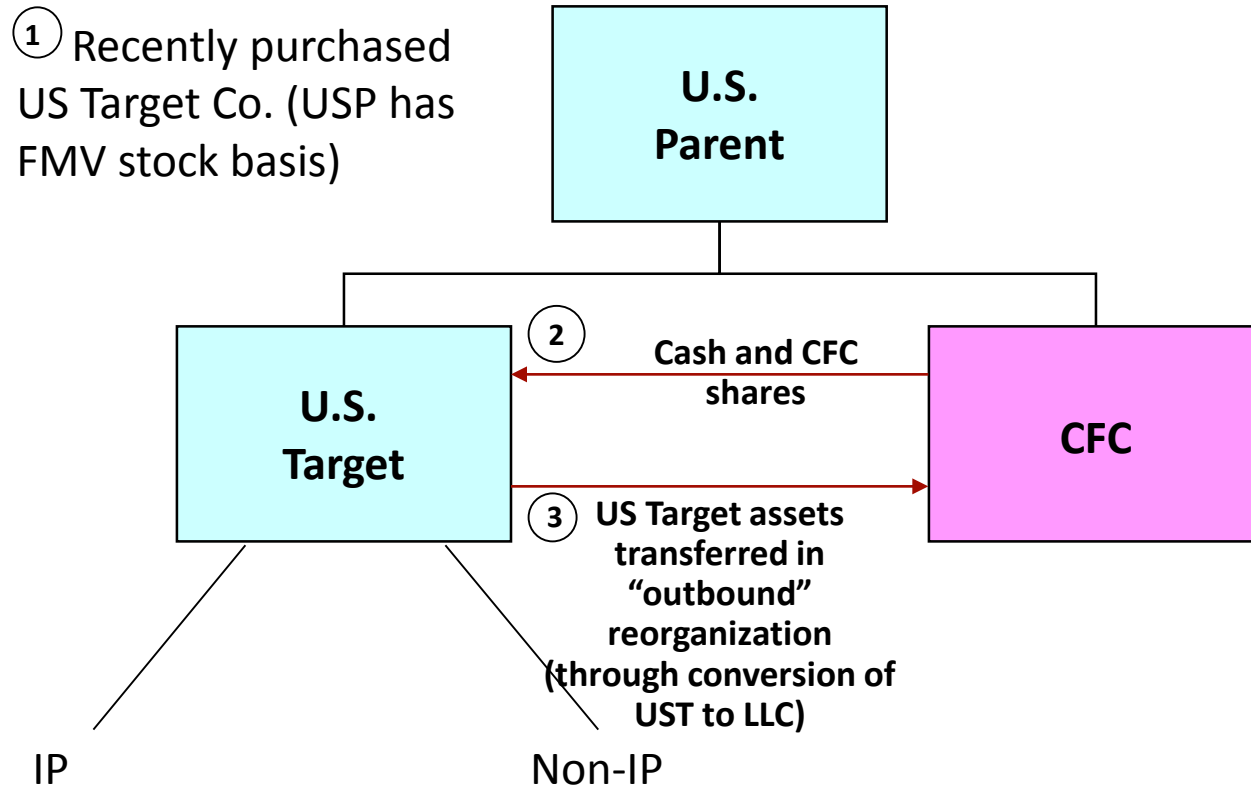 1 Recently purchased
US Target Co. (USP has
FMV stock basis)
U.S.
Parent
2
Cash and CFC
shares
U.S.
Target
CFC
3 US Target assets
transferred in
“outbound”
reorganization
(through conversion of
UST to LLC)
IP
Non-IP